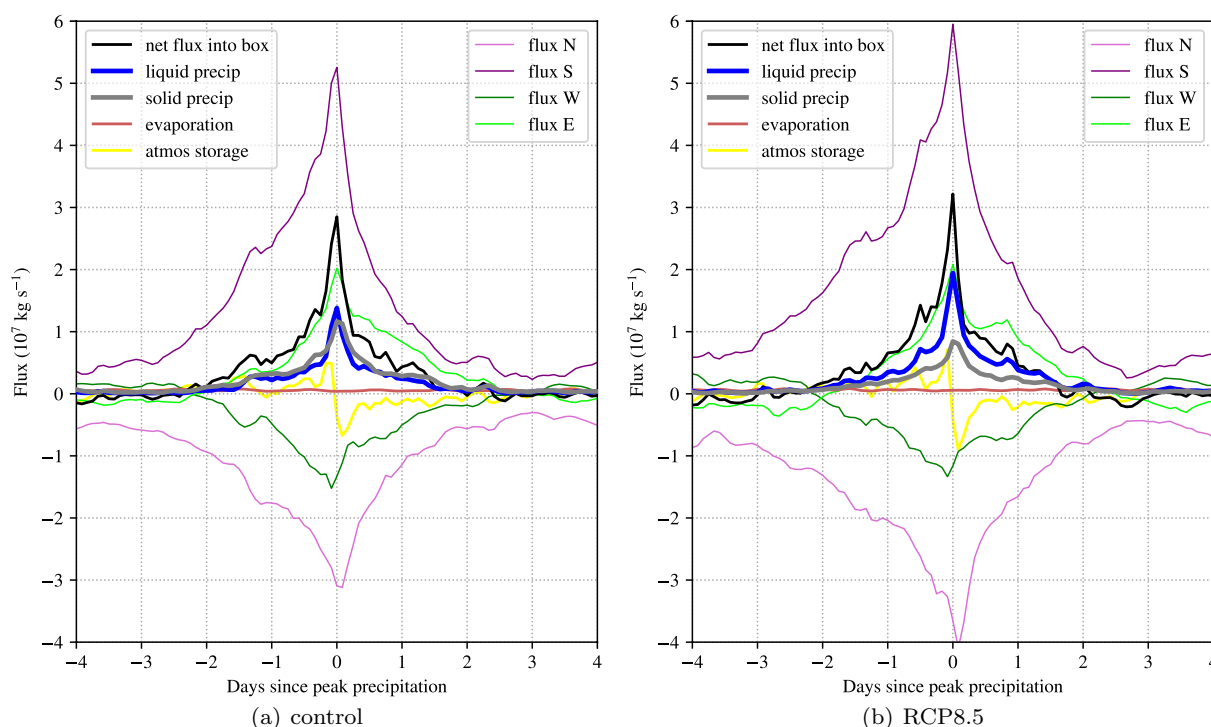 6
5
4
3
2
1
0
−1
−2
−3
−4
Flux (10⁷ kg s⁻¹)
net flux into box
liquid precip
solid precip
evaporation
atmos storage
flux N
flux S
flux W
flux E
−4 −3 −2 −1 0 1 2 3 4
Days since peak precipitation
(a) control
6
5
4
3
2
1
0
−1
−2
−3
−4
Flux (10⁷ kg s⁻¹)
net flux into box
liquid precip
solid precip
evaporation
atmos storage
flux N
flux S
flux W
flux E
−4 −3 −2 −1 0 1 2 3 4
Days since peak precipitation
(b) RCP8.5